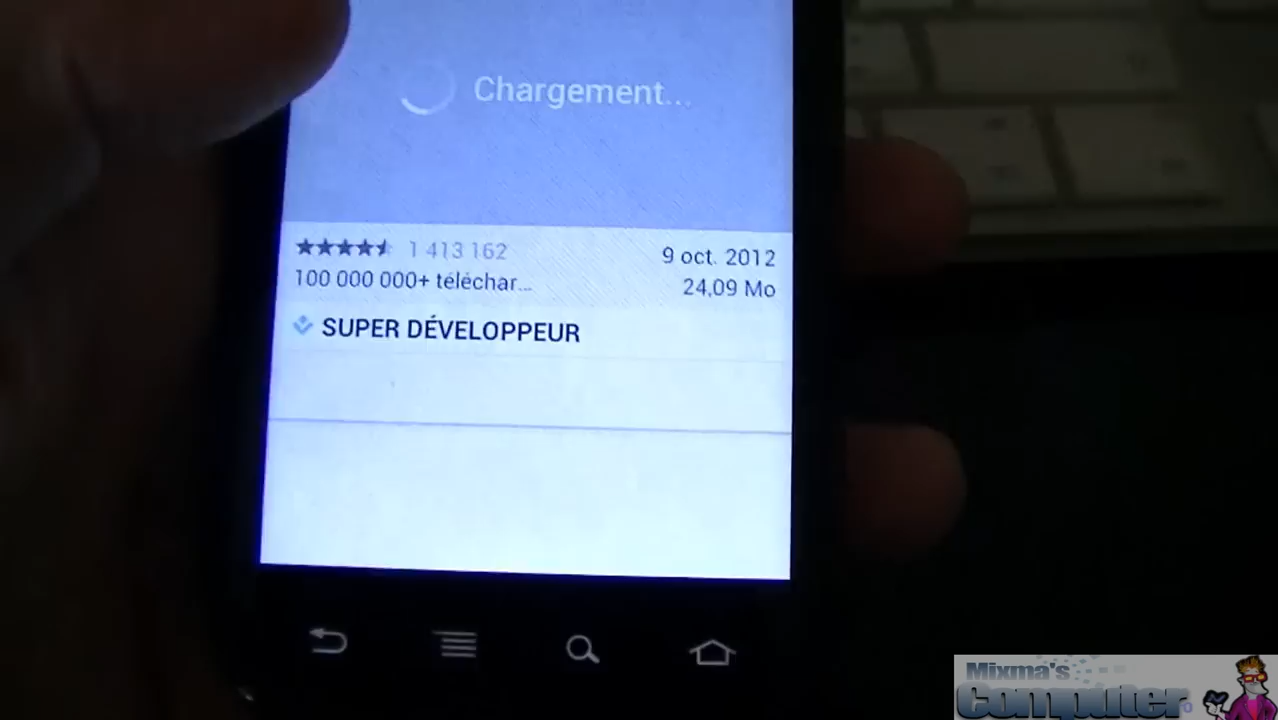 Chargement...
1 413 162
9 oct. 2012
100 000 000+ téléchar...
24,09 Mo
SUPER DÉVELOPPEUR
Mixma's
Computer